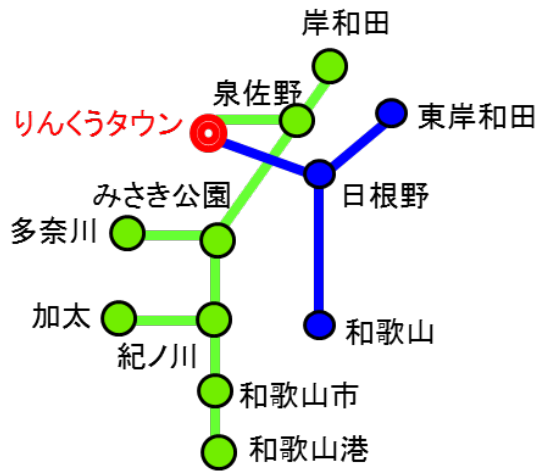 岸和田
泉佐野
東岸和田
りんくうタウン
みさき公園
日根野
多奈川
加太
和歌山
紀ノ川
和歌山市
和歌山港